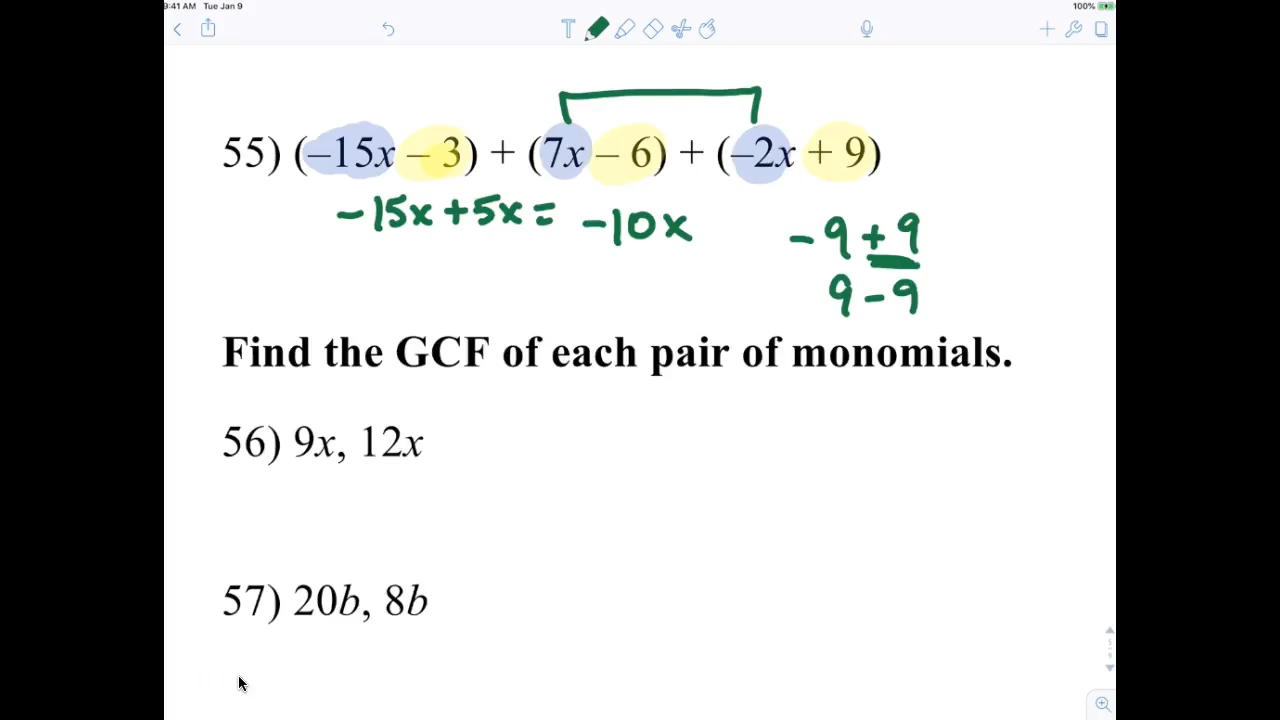 9:41 AM Tue Jan 9
100%
T
55) (–15x – 3) + (7x – 6) + (–2x + 9)
-15x+5x= -10x
-9+9
9-9
Find the GCF of each pair of monomials.
56) 9x, 12x
57) 20b, 8b